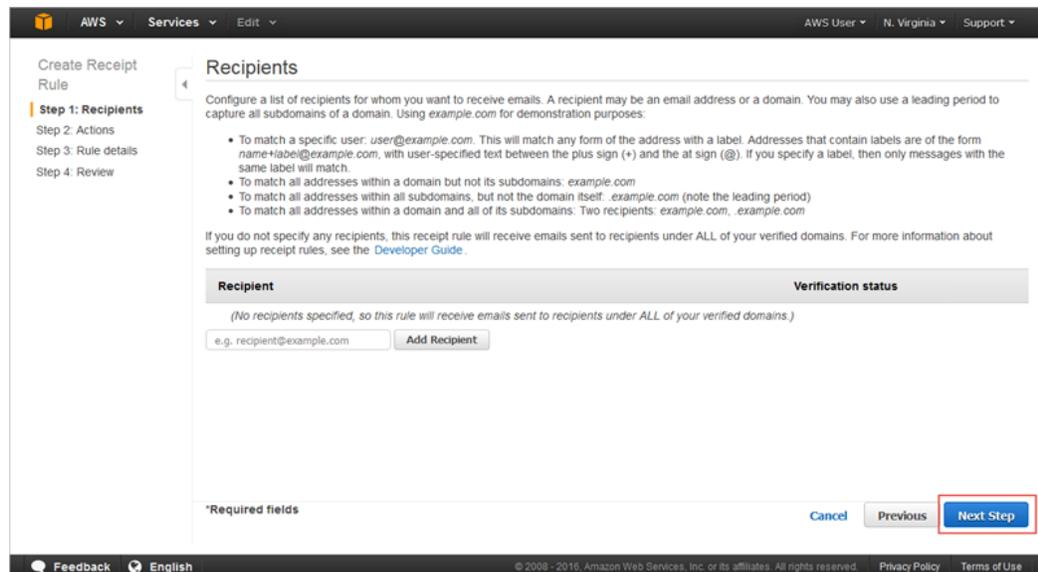 AWS Services Edit AWS User N. Virginia Support
Create Receipt
Rule
Step 1: Recipients
Step 2: Actions
Step 3: Rule details
Step 4: Review
Recipients
Configure a list of recipients for whom you want to receive emails. A recipient may be an email address or a domain. You may also use a leading period to
capture all subdomains of a domain. Using example.com for demonstration purposes:
• To match a specific user: user@example.com. This will match any form of the address with a label. Addresses that contain labels are of the form
name+label@example.com, with user-specified text between the plus sign (+) and the at sign (@). If you specify a label, then only messages with the
same label will match.
• To match all addresses within a domain but not its subdomains: example.com
• To match all addresses within all subdomains, but not the domain itself: .example.com (note the leading period)
• To match all addresses within a domain and all of its subdomains: Two recipients: example.com, .example.com
If you do not specify any recipients, this receipt rule will receive emails sent to recipients under ALL of your verified domains. For more information about
setting up receipt rules, see the Developer Guide.
Recipient Verification status
(No recipients specified, so this rule will receive emails sent to recipients under ALL of your verified domains.)
e.g. recipient@example.com Add Recipient
*Required fields
Cancel Previous Next Step
Feedback English © 2008 - 2016, Amazon Web Services, Inc. or its affiliates. All rights reserved. Privacy Policy Terms of Use